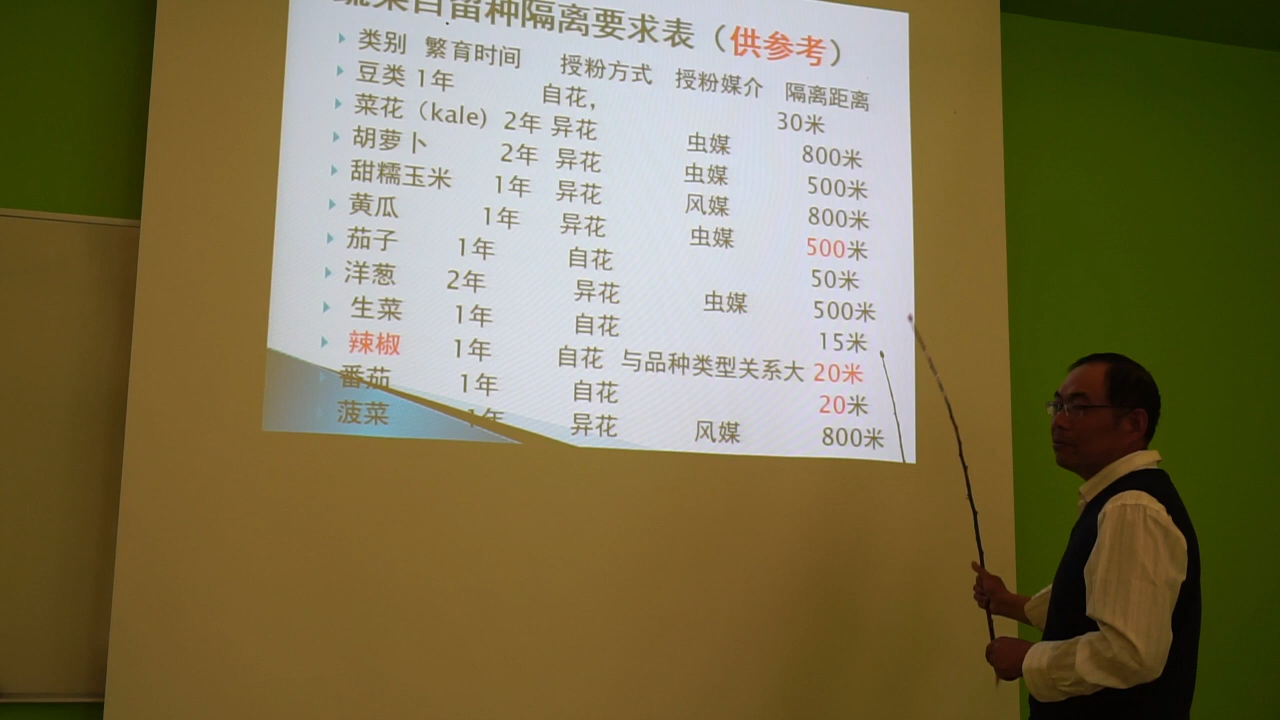 蔬菜自留种隔离要求表（供参考）
类别 繁育时间 授粉方式 授粉媒介 隔离距离
豆类 1年 自花， 30米
菜花（kale) 2年 异花 虫媒 800米
胡萝卜 2年 异花 虫媒 500米
甜糯玉米 1年 异花 风媒 800米
黄瓜 1年 异花 虫媒 500米
茄子 1年 自花 50米
洋葱 2年 异花 虫媒 500米
生菜 1年 自花 15米
辣椒 1年 自花 与品种类型关系大 20米
番茄 1年 自花 20米
菠菜 1年 异花 风媒 800米